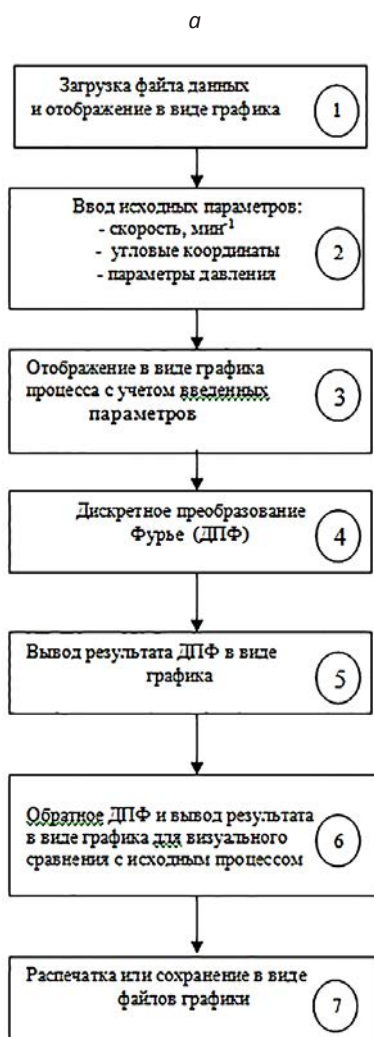 а
Загрузка файла данных
и отображение в виде графика
1
Ввод исходных параметров:
- скорость, мин⁻¹
- угловые координаты
- параметры давления
2
Отображение в виде графика
процесса с учетом введенных
параметров
3
Дискретное преобразование
Фурье (ДПФ)
4
Вывод результата ДПФ в виде
графика
5
Обратное ДПФ и вывод результата
в виде графика для визуального
сравнения с исходным процессом
6
Распечатка или сохранение в виде
файлов графики
7